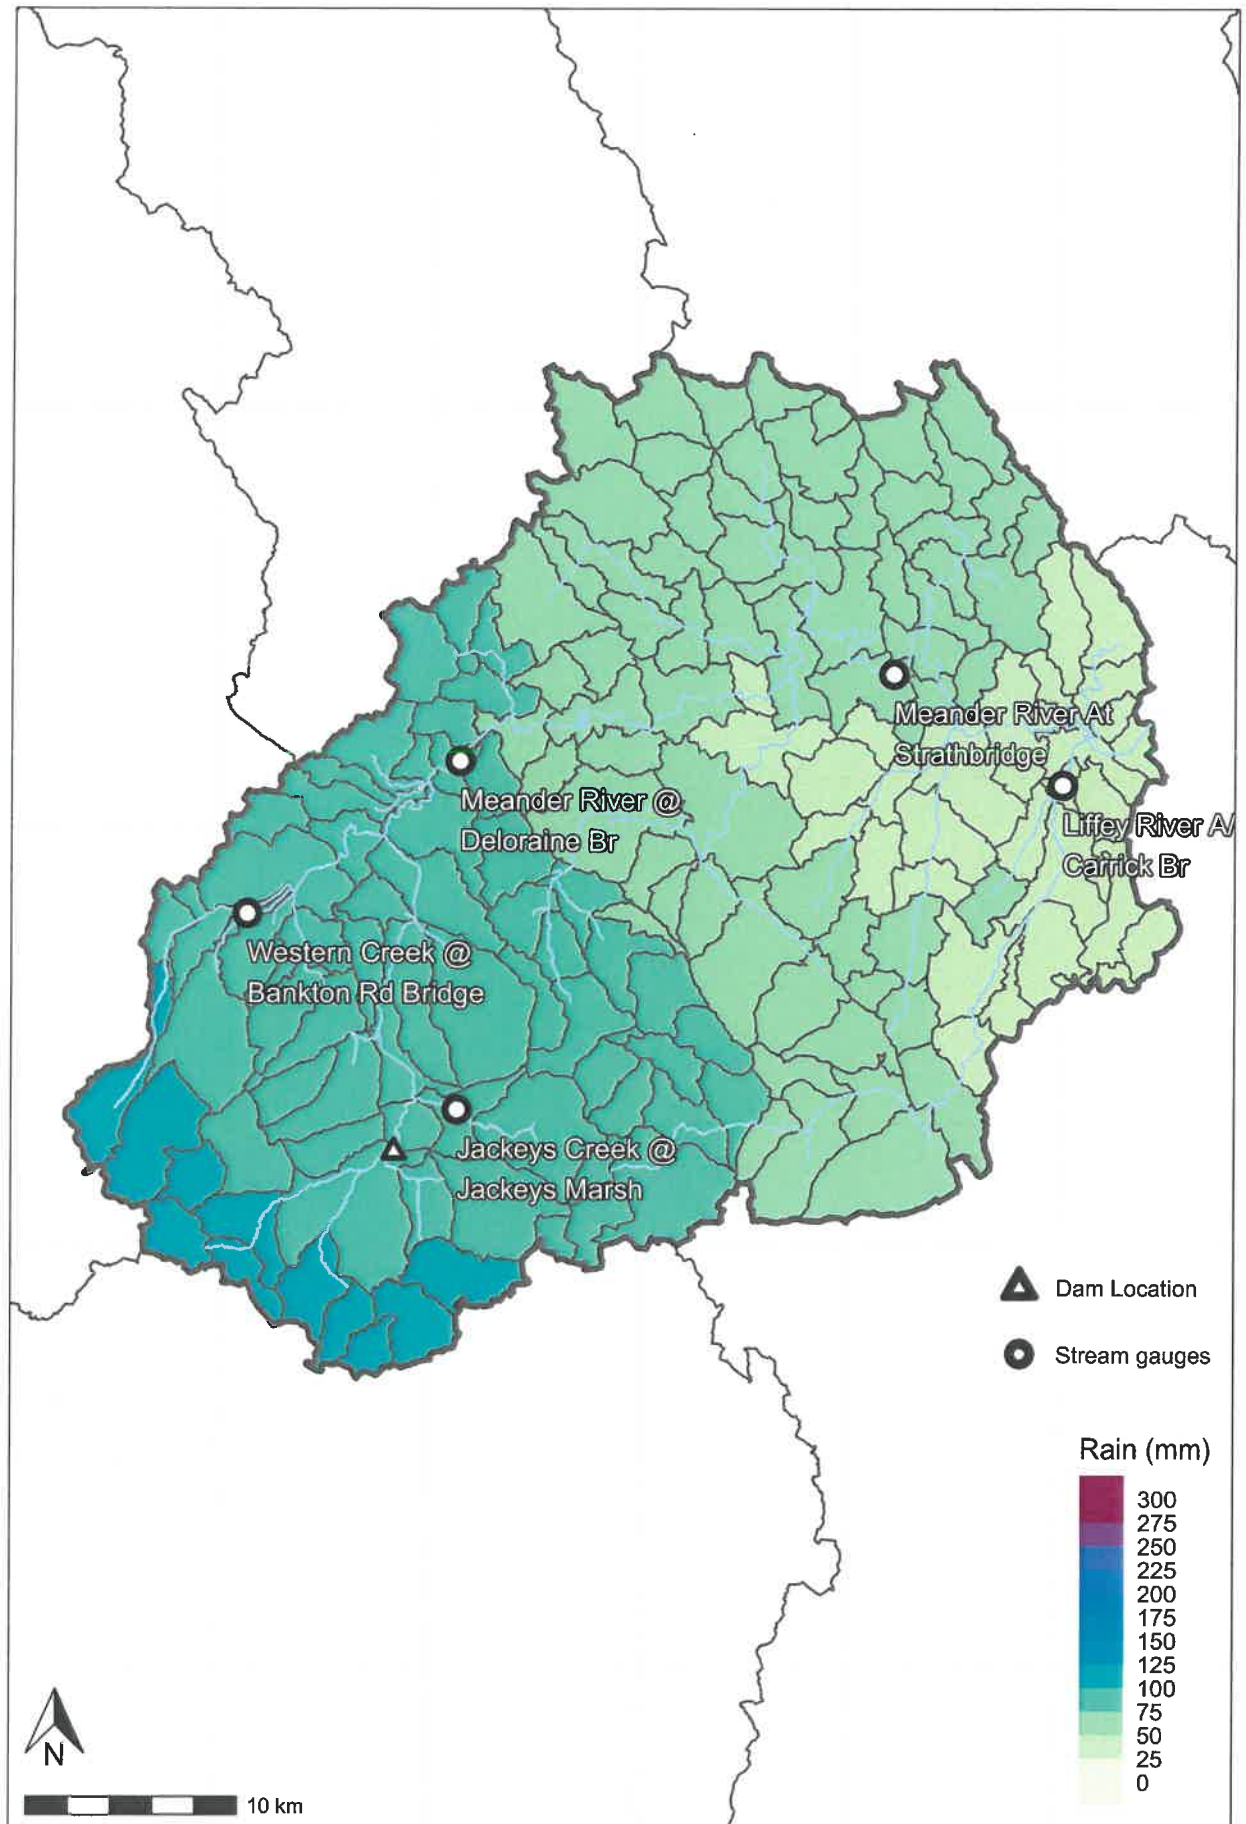 Meander River At
Strathbridge
Meander River @
Deloraine Br
Liffey River A/
Carrick Br
Western Creek @
Bankton Rd Bridge
Jackeys Creek @
Jackeys Marsh
Dam Location
Stream gauges
Rain (mm)
300
275
250
225
200
175
150
125
100
75
50
25
0
N
10 km